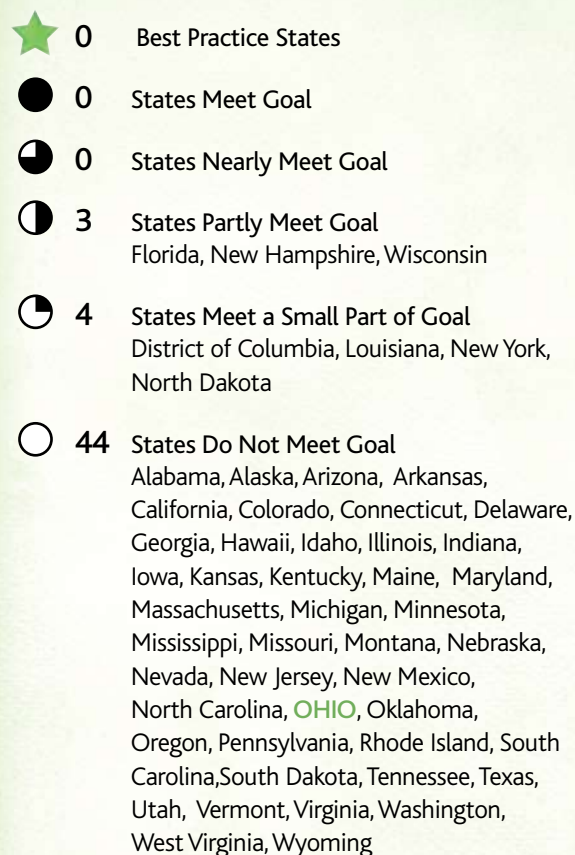 0 Best Practice States
0 States Meet Goal
0 States Nearly Meet Goal
3 States Partly Meet Goal
Florida, New Hampshire, Wisconsin
4 States Meet a Small Part of Goal
District of Columbia, Louisiana, New York,
North Dakota
44 States Do Not Meet Goal
Alabama, Alaska, Arizona, Arkansas,
California, Colorado, Connecticut, Delaware,
Georgia, Hawaii, Idaho, Illinois, Indiana,
Iowa, Kansas, Kentucky, Maine, Maryland,
Massachusetts, Michigan, Minnesota,
Mississippi, Missouri, Montana, Nebraska,
Nevada, New Jersey, New Mexico,
North Carolina, OHIO, Oklahoma,
Oregon, Pennsylvania, Rhode Island, South
Carolina,South Dakota, Tennessee, Texas,
Utah, Vermont, Virginia, Washington,
West Virginia, Wyoming